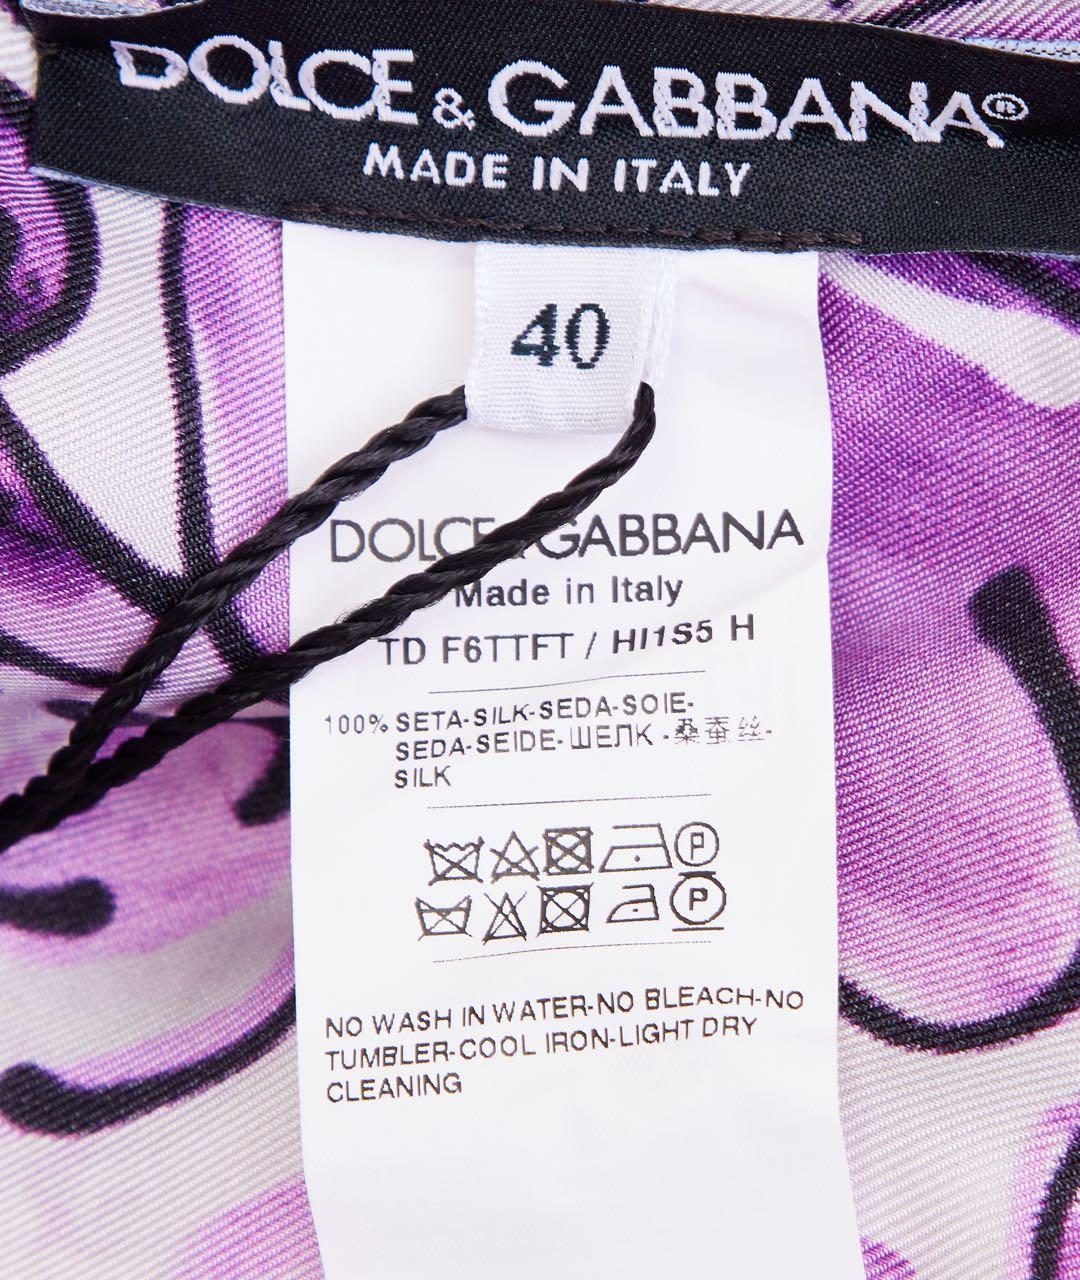 DOLCE & GABBANA®
MADE IN ITALY
40
DOLCE & GABBANA
Made in Italy
TD F6TTFT / HI1S5 H
100% SETA-SILK-SEDA-SOIE-
SEDA-SEIDE-ШЕЛК-桑蚕丝-
SILK
P
P
NO WASH IN WATER-NO BLEACH-NO
TUMBLER-COOL IRON-LIGHT DRY
CLEANING